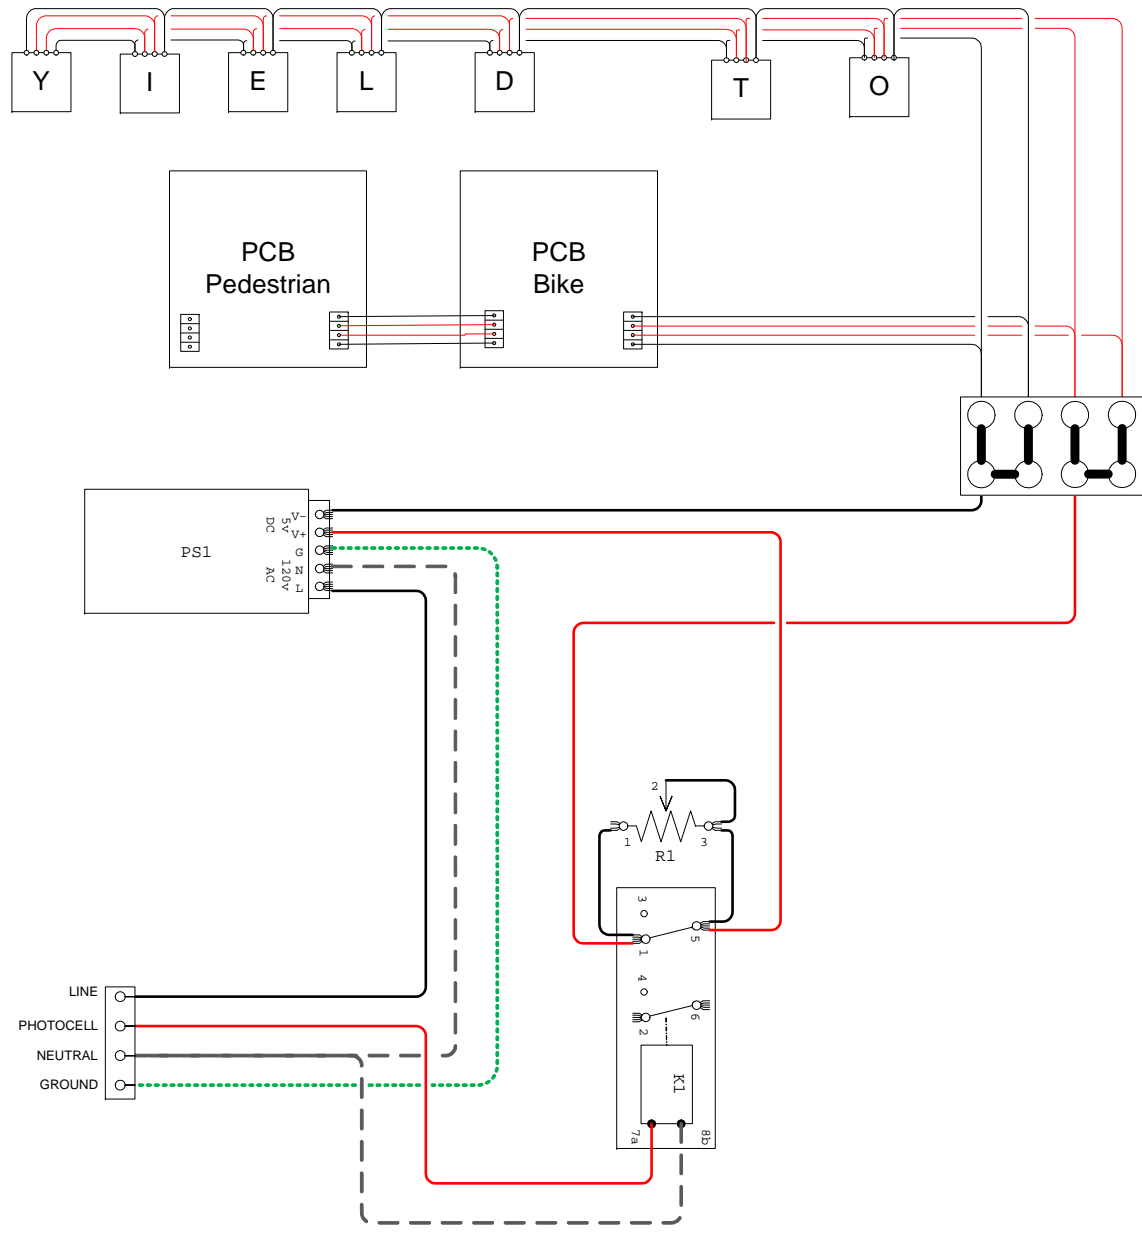 Y I E L D T O
PCB
Pedestrian
PCB
Bike
PS1
V-
V+
G
N
L
5v
DC
120v
AC
2
1
3
R1
3
5
1
4
6
2
K1
7a
8b
LINE
PHOTOCELL
NEUTRAL
GROUND